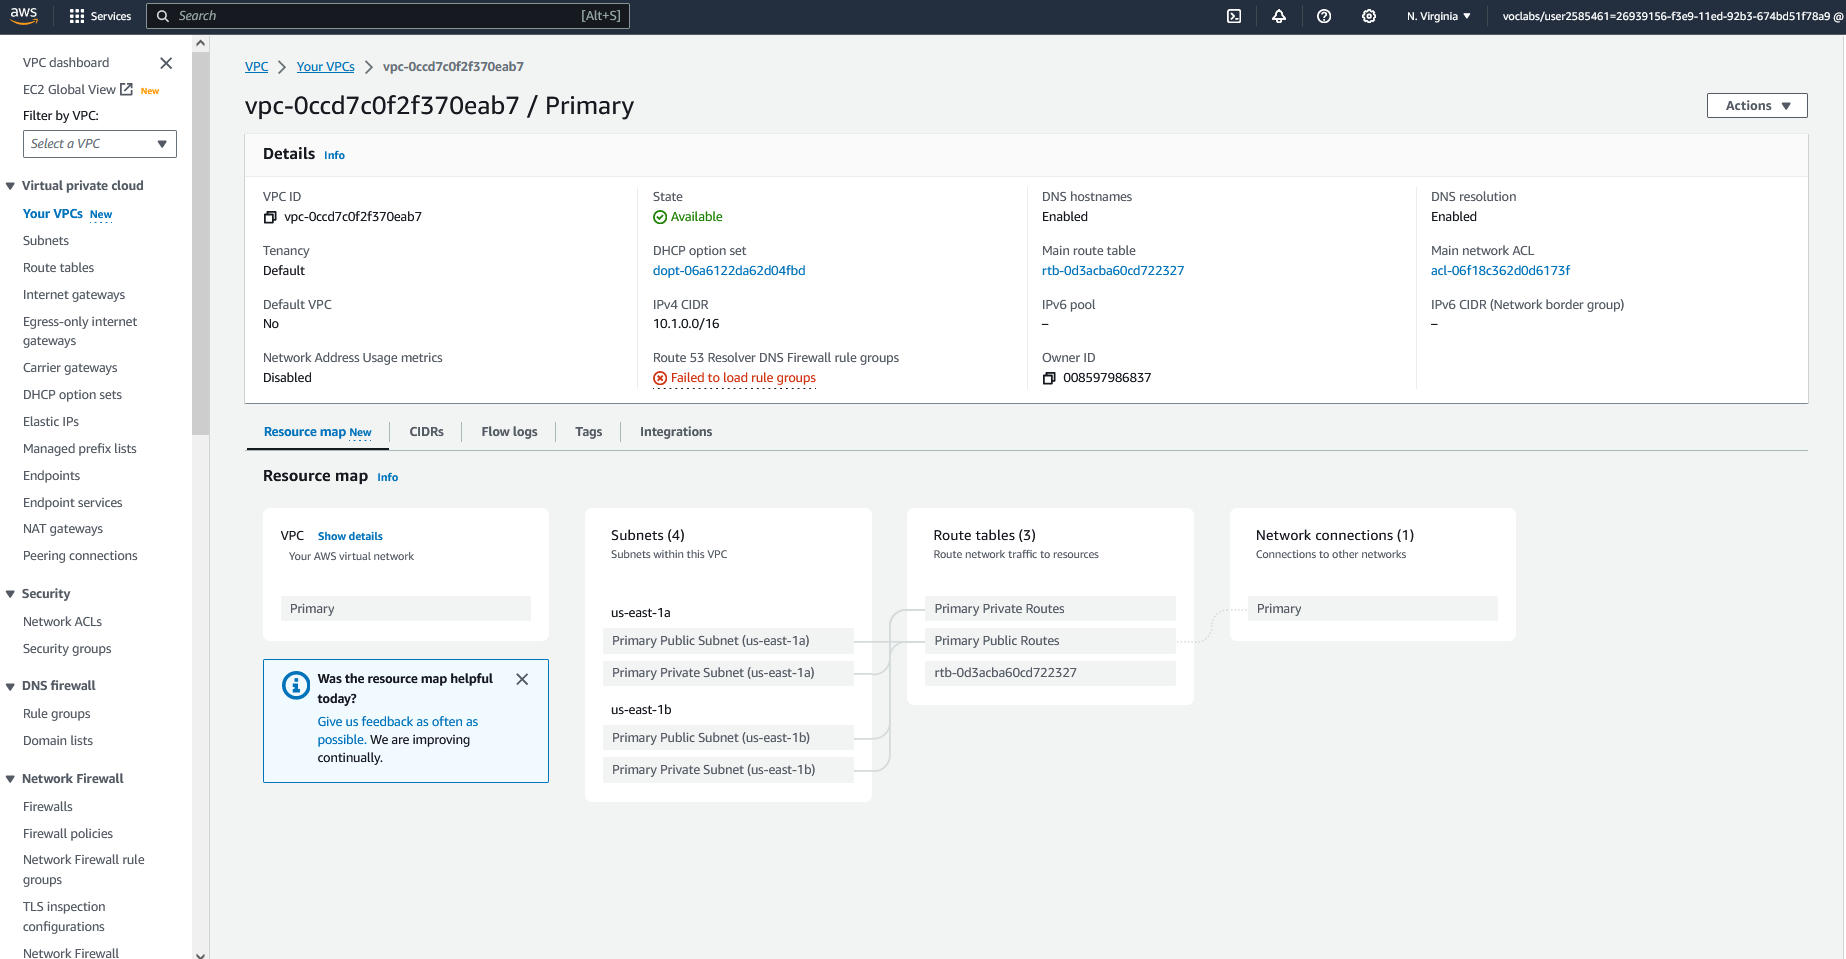 aws
Services
Search
[Alt+S]
N. Virginia
voclabs/user2585461=26939156-f3e9-11ed-92b3-674bd51f78a9 @
VPC dashboard
EC2 Global View
New
Filter by VPC:
Select a VPC
Virtual private cloud
Your VPCs New
Subnets
Route tables
Internet gateways
Egress-only internet
gateways
Carrier gateways
DHCP option sets
Elastic IPs
Managed prefix lists
Endpoints
Endpoint services
NAT gateways
Peering connections
Security
Network ACLs
Security groups
DNS firewall
Rule groups
Domain lists
Network Firewall
Firewalls
Firewall policies
Network Firewall rule
groups
TLS inspection
configurations
Network Firewall
VPC
Your VPCs
vpc-0ccd7c0f2f370eab7
vpc-0ccd7c0f2f370eab7 / Primary
Actions
Details Info
VPC ID
vpc-0ccd7c0f2f370eab7
State
Available
DNS hostnames
Enabled
DNS resolution
Enabled
Tenancy
Default
DHCP option set
dopt-06a6122da62d04fbd
Main route table
rtb-0d3acba60cd722327
Main network ACL
acl-06f18c362d0d6173f
Default VPC
No
IPv4 CIDR
10.1.0.0/16
IPv6 pool
–
IPv6 CIDR (Network border group)
–
Network Address Usage metrics
Disabled
Route 53 Resolver DNS Firewall rule groups
Failed to load rule groups
Owner ID
008597986837
Resource map New
CIDRs
Flow logs
Tags
Integrations
Resource map Info
VPC Show details
Your AWS virtual network
Primary
Was the resource map helpful
today?
Give us feedback as often as
possible. We are improving
continually.
Subnets (4)
Subnets within this VPC
us-east-1a
Primary Public Subnet (us-east-1a)
Primary Private Subnet (us-east-1a)
us-east-1b
Primary Public Subnet (us-east-1b)
Primary Private Subnet (us-east-1b)
Route tables (3)
Route network traffic to resources
Primary Private Routes
Primary Public Routes
rtb-0d3acba60cd722327
Network connections (1)
Connections to other networks
Primary